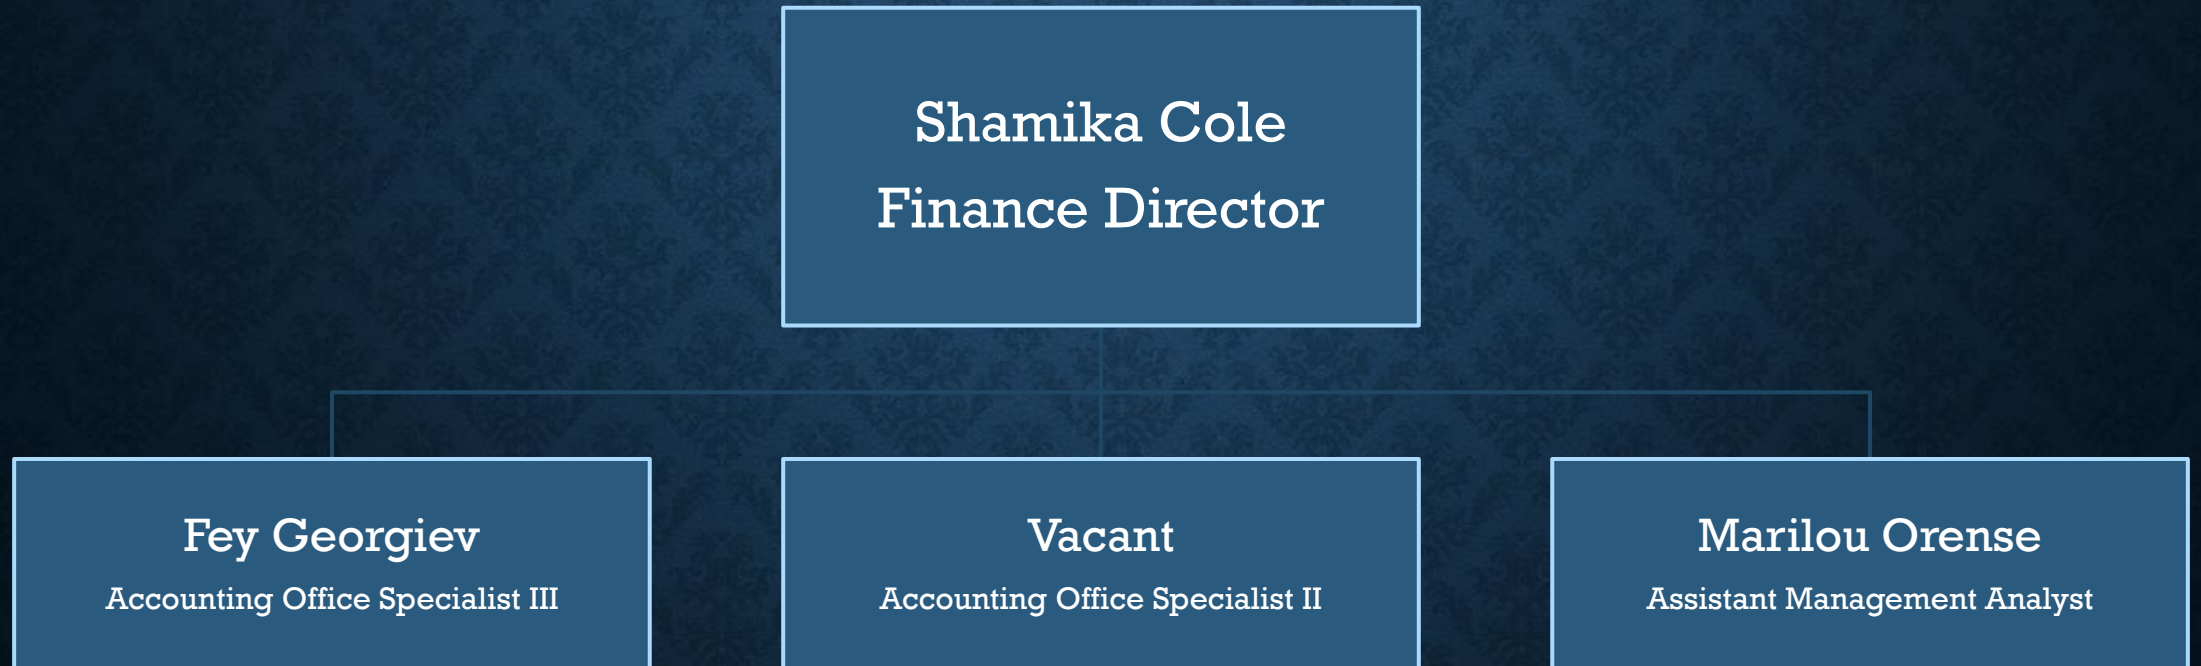 Shamika Cole
Finance Director
Fey Georgiev
Accounting Office Specialist III
Vacant
Accounting Office Specialist II
Marilou Orense
Assistant Management Analyst